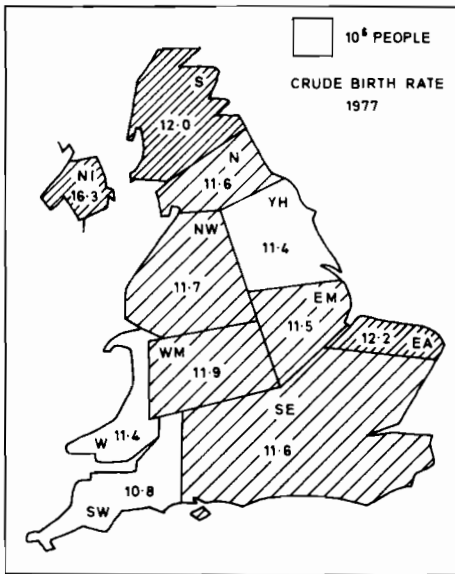 10⁶ PEOPLE
CRUDE BIRTH RATE
1977
S
12·0
N
11·6
NI
16·3
YH
11·4
NW
11·7
EM
11·5
12·2
EA
WM
11·9
SE
11·6
W
11·4
10·8
SW